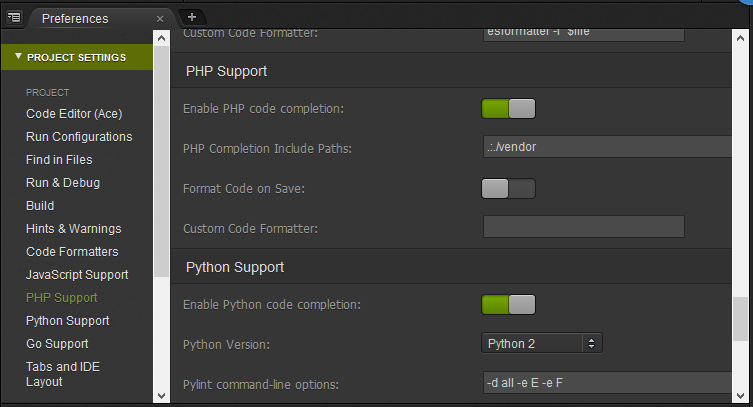 Preferences
PROJECT SETTINGS
PROJECT
Code Editor (Ace)
Run Configurations
Find in Files
Run & Debug
Build
Hints & Warnings
Code Formatters
JavaScript Support
PHP Support
Python Support
Go Support
Tabs and IDE
Layout
Custom Code Formatter:
PHP Support
Enable PHP code completion:
PHP Completion Include Paths: .:./vendor
Format Code on Save:
Custom Code Formatter:
Python Support
Enable Python code completion:
Python Version: Python 2
Pylint command-line options: -d all -e E -e F